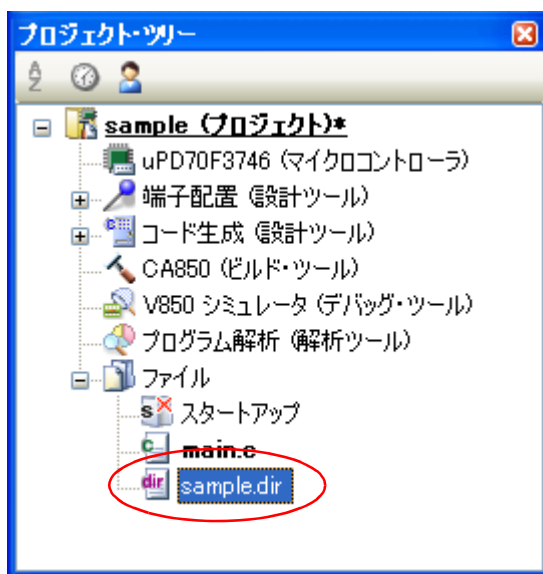 プロジェクト・ツリー
sample (プロジェクト)*
uPD70F3746 (マイクロコントローラ)
端子配置 (設計ツール)
コード生成 (設計ツール)
CA850 (ビルド・ツール)
V850 シミュレータ (デバッグ・ツール)
プログラム解析 (解析ツール)
ファイル
スタートアップ
main.c
sample.dir